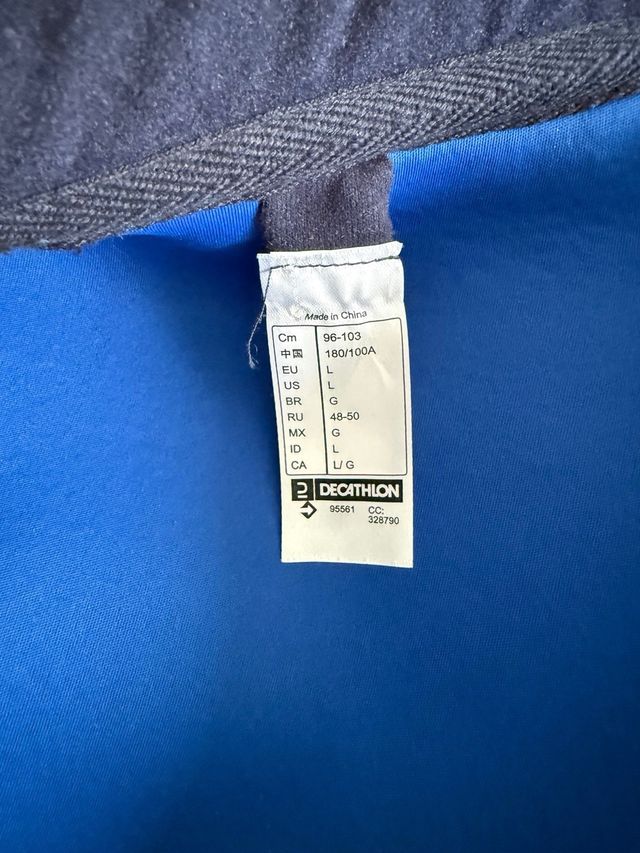 Made in China
Cm 96-103
中国 180/100A
EU L
US L
BR G
RU 48-50
MX G
ID L
CA L/ G
DECATHLON
95561 CC:
328790